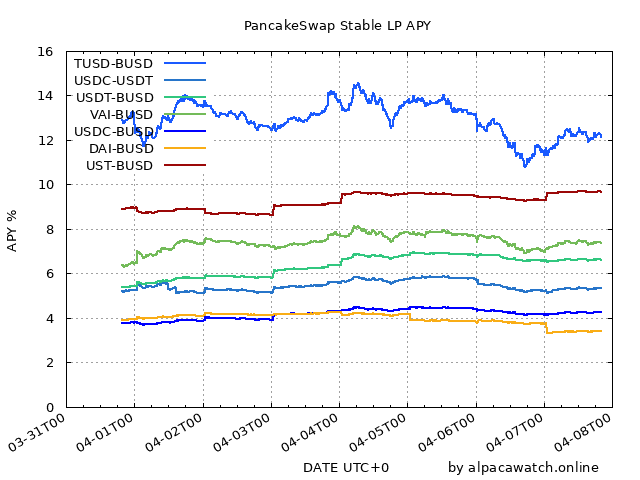 PancakeSwap Stable LP APY
16
14
12
10
8
6
4
2
0
APY %
TUSD-BUSD
USDC-USDT
USDT-BUSD
VAI-BUSD
USDC-BUSD
DAI-BUSD
UST-BUSD
03-31T00
04-01T00
04-02T00
04-03T00
04-04T00
04-05T00
04-06T00
04-07T00
04-08T00
DATE UTC+0
by alpacawatch.online